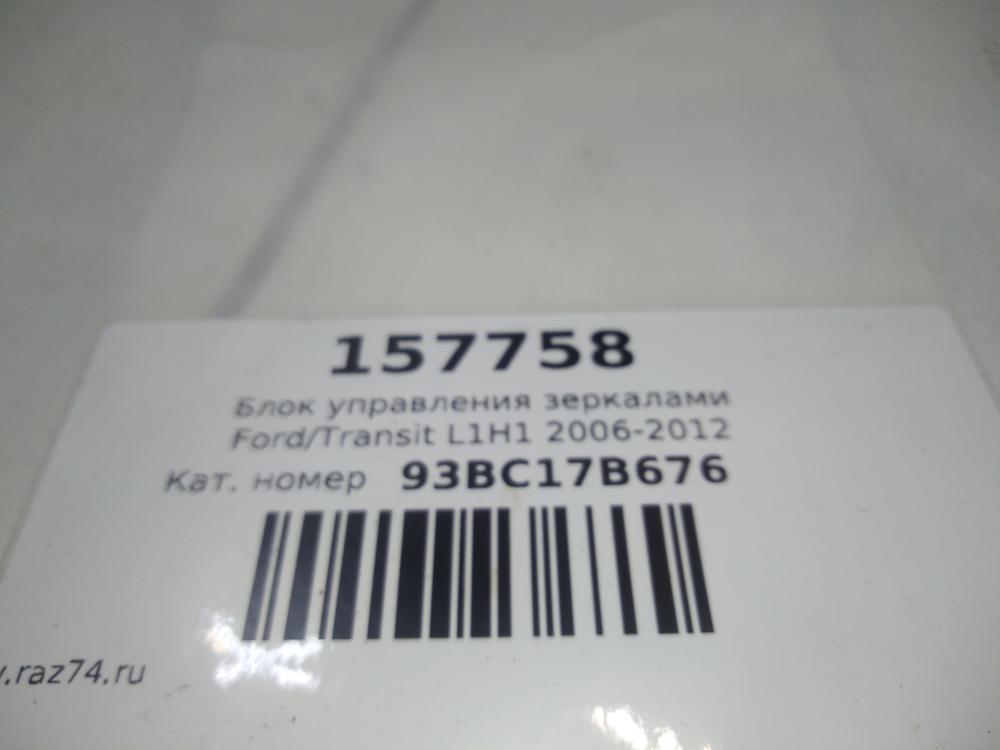 157758
Блок управления зеркалами
Ford/Transit L1H1 2006-2012
Кат. номер 93BC17B676
.raz74.ru